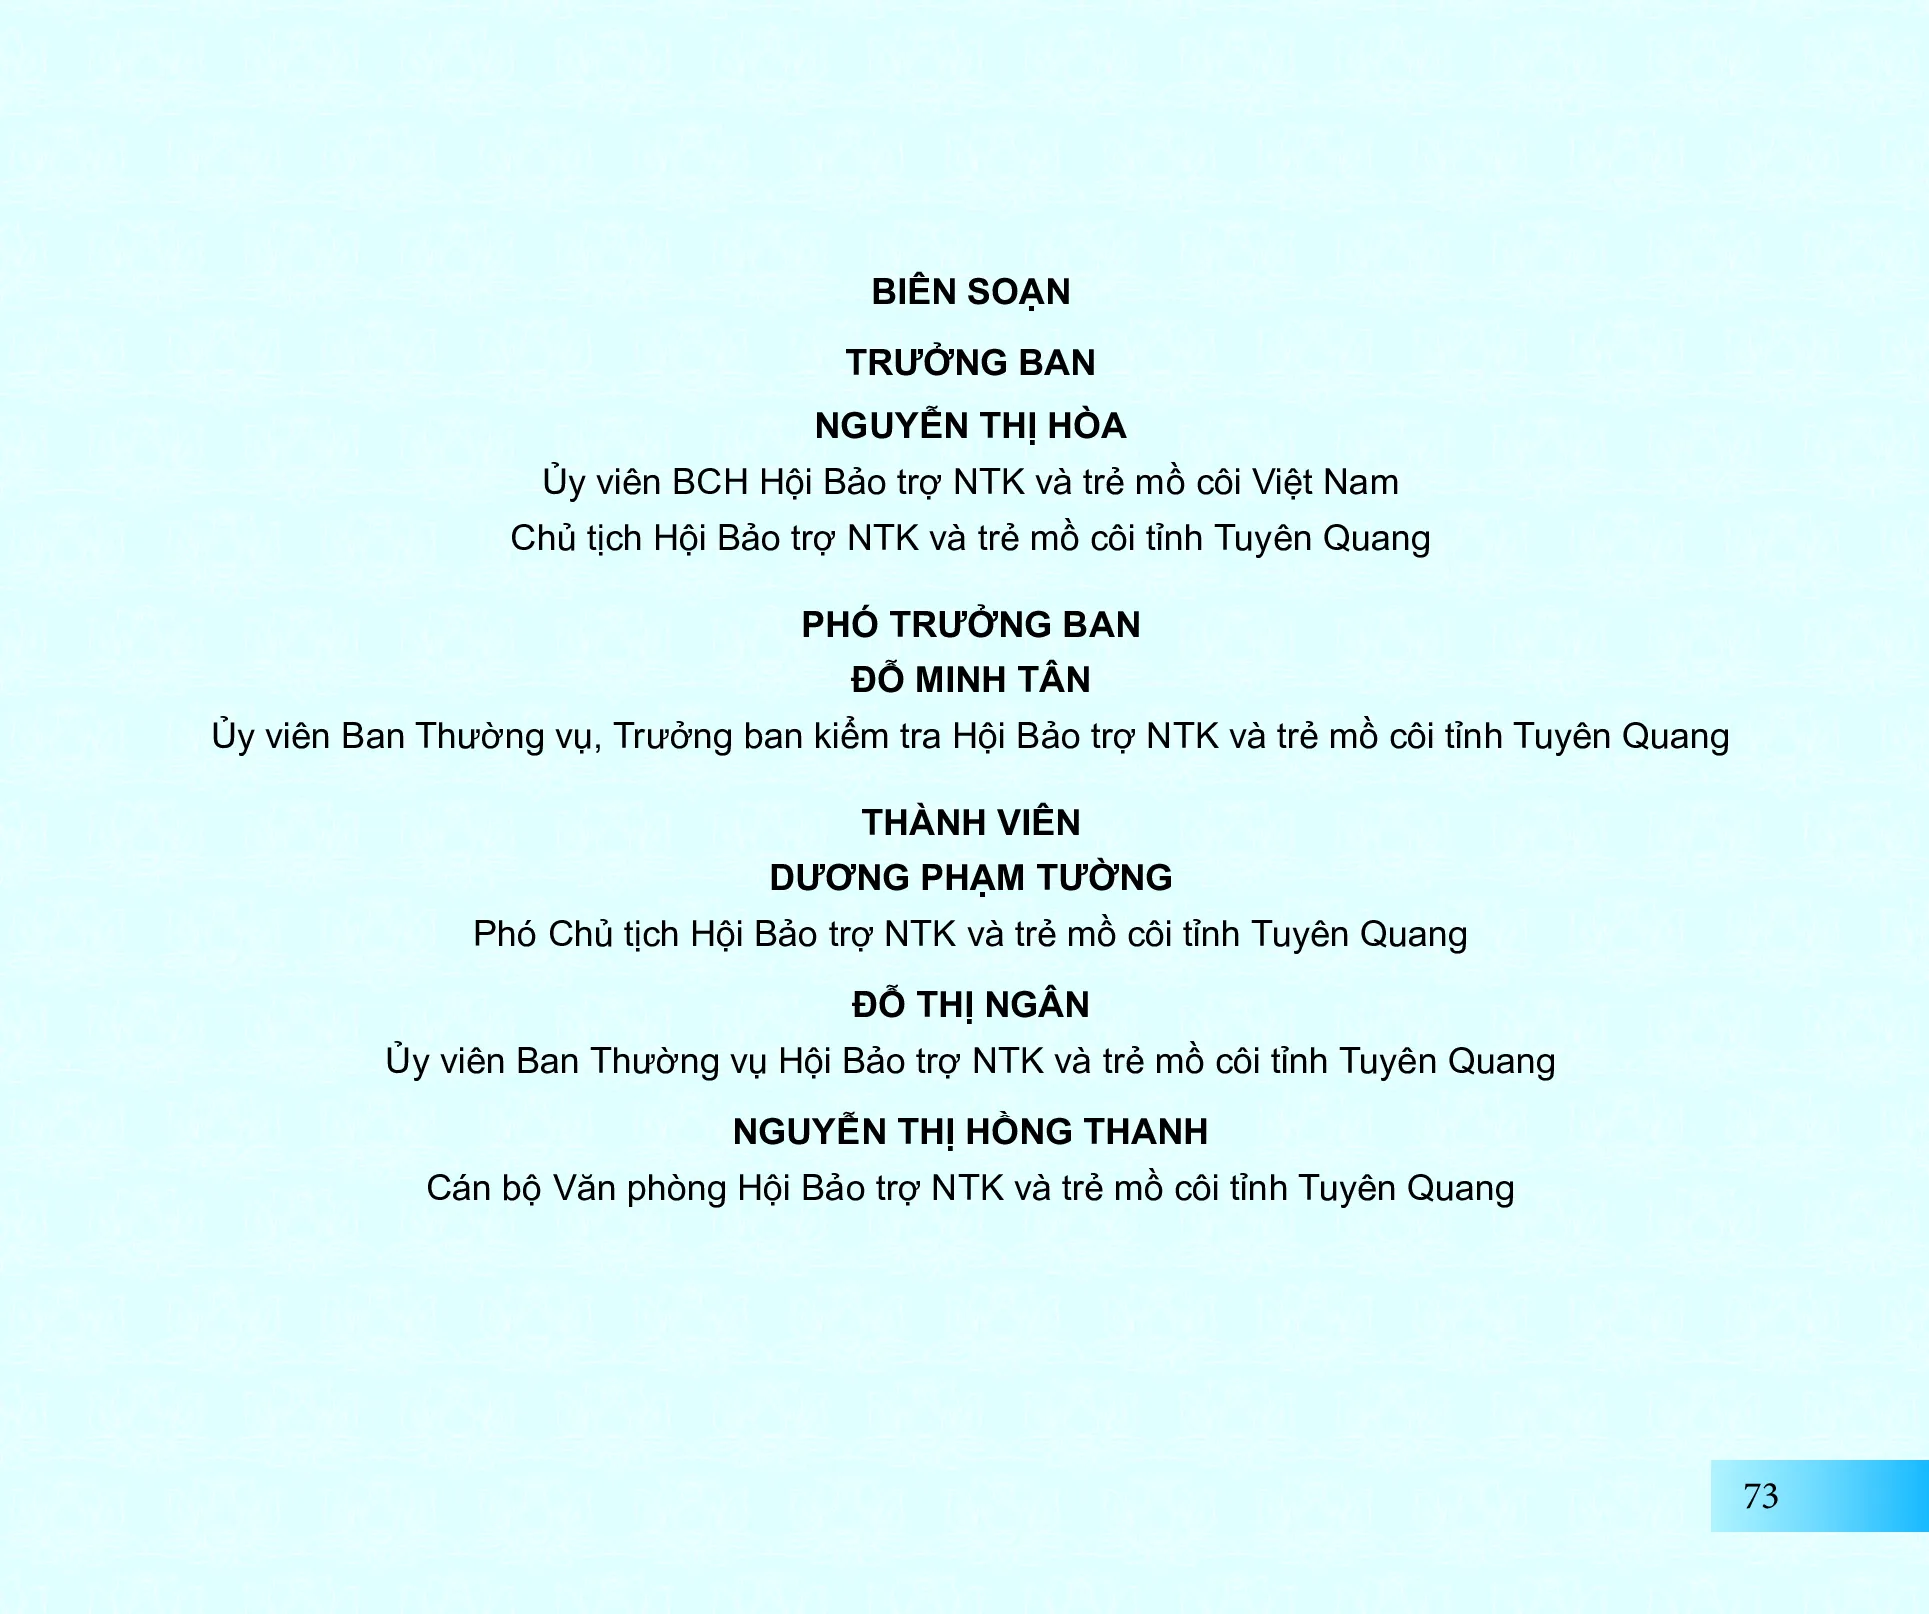 BIÊN SOẠN
TRƯỞNG BAN
NGUYỄN THỊ HÒA
Ủy viên BCH Hội Bảo trợ NTK và trẻ mồ côi Việt Nam
Chủ tịch Hội Bảo trợ NTK và trẻ mồ côi tỉnh Tuyên Quang
PHÓ TRƯỞNG BAN
ĐỖ MINH TÂN
Ủy viên Ban Thường vụ, Trưởng ban kiểm tra Hội Bảo trợ NTK và trẻ mồ côi tỉnh Tuyên Quang
THÀNH VIÊN
DƯƠNG PHẠM TƯỜNG
Phó Chủ tịch Hội Bảo trợ NTK và trẻ mồ côi tỉnh Tuyên Quang
ĐỖ THỊ NGÂN
Ủy viên Ban Thường vụ Hội Bảo trợ NTK và trẻ mồ côi tỉnh Tuyên Quang
NGUYỄN THỊ HỒNG THANH
Cán bộ Văn phòng Hội Bảo trợ NTK và trẻ mồ côi tỉnh Tuyên Quang
73